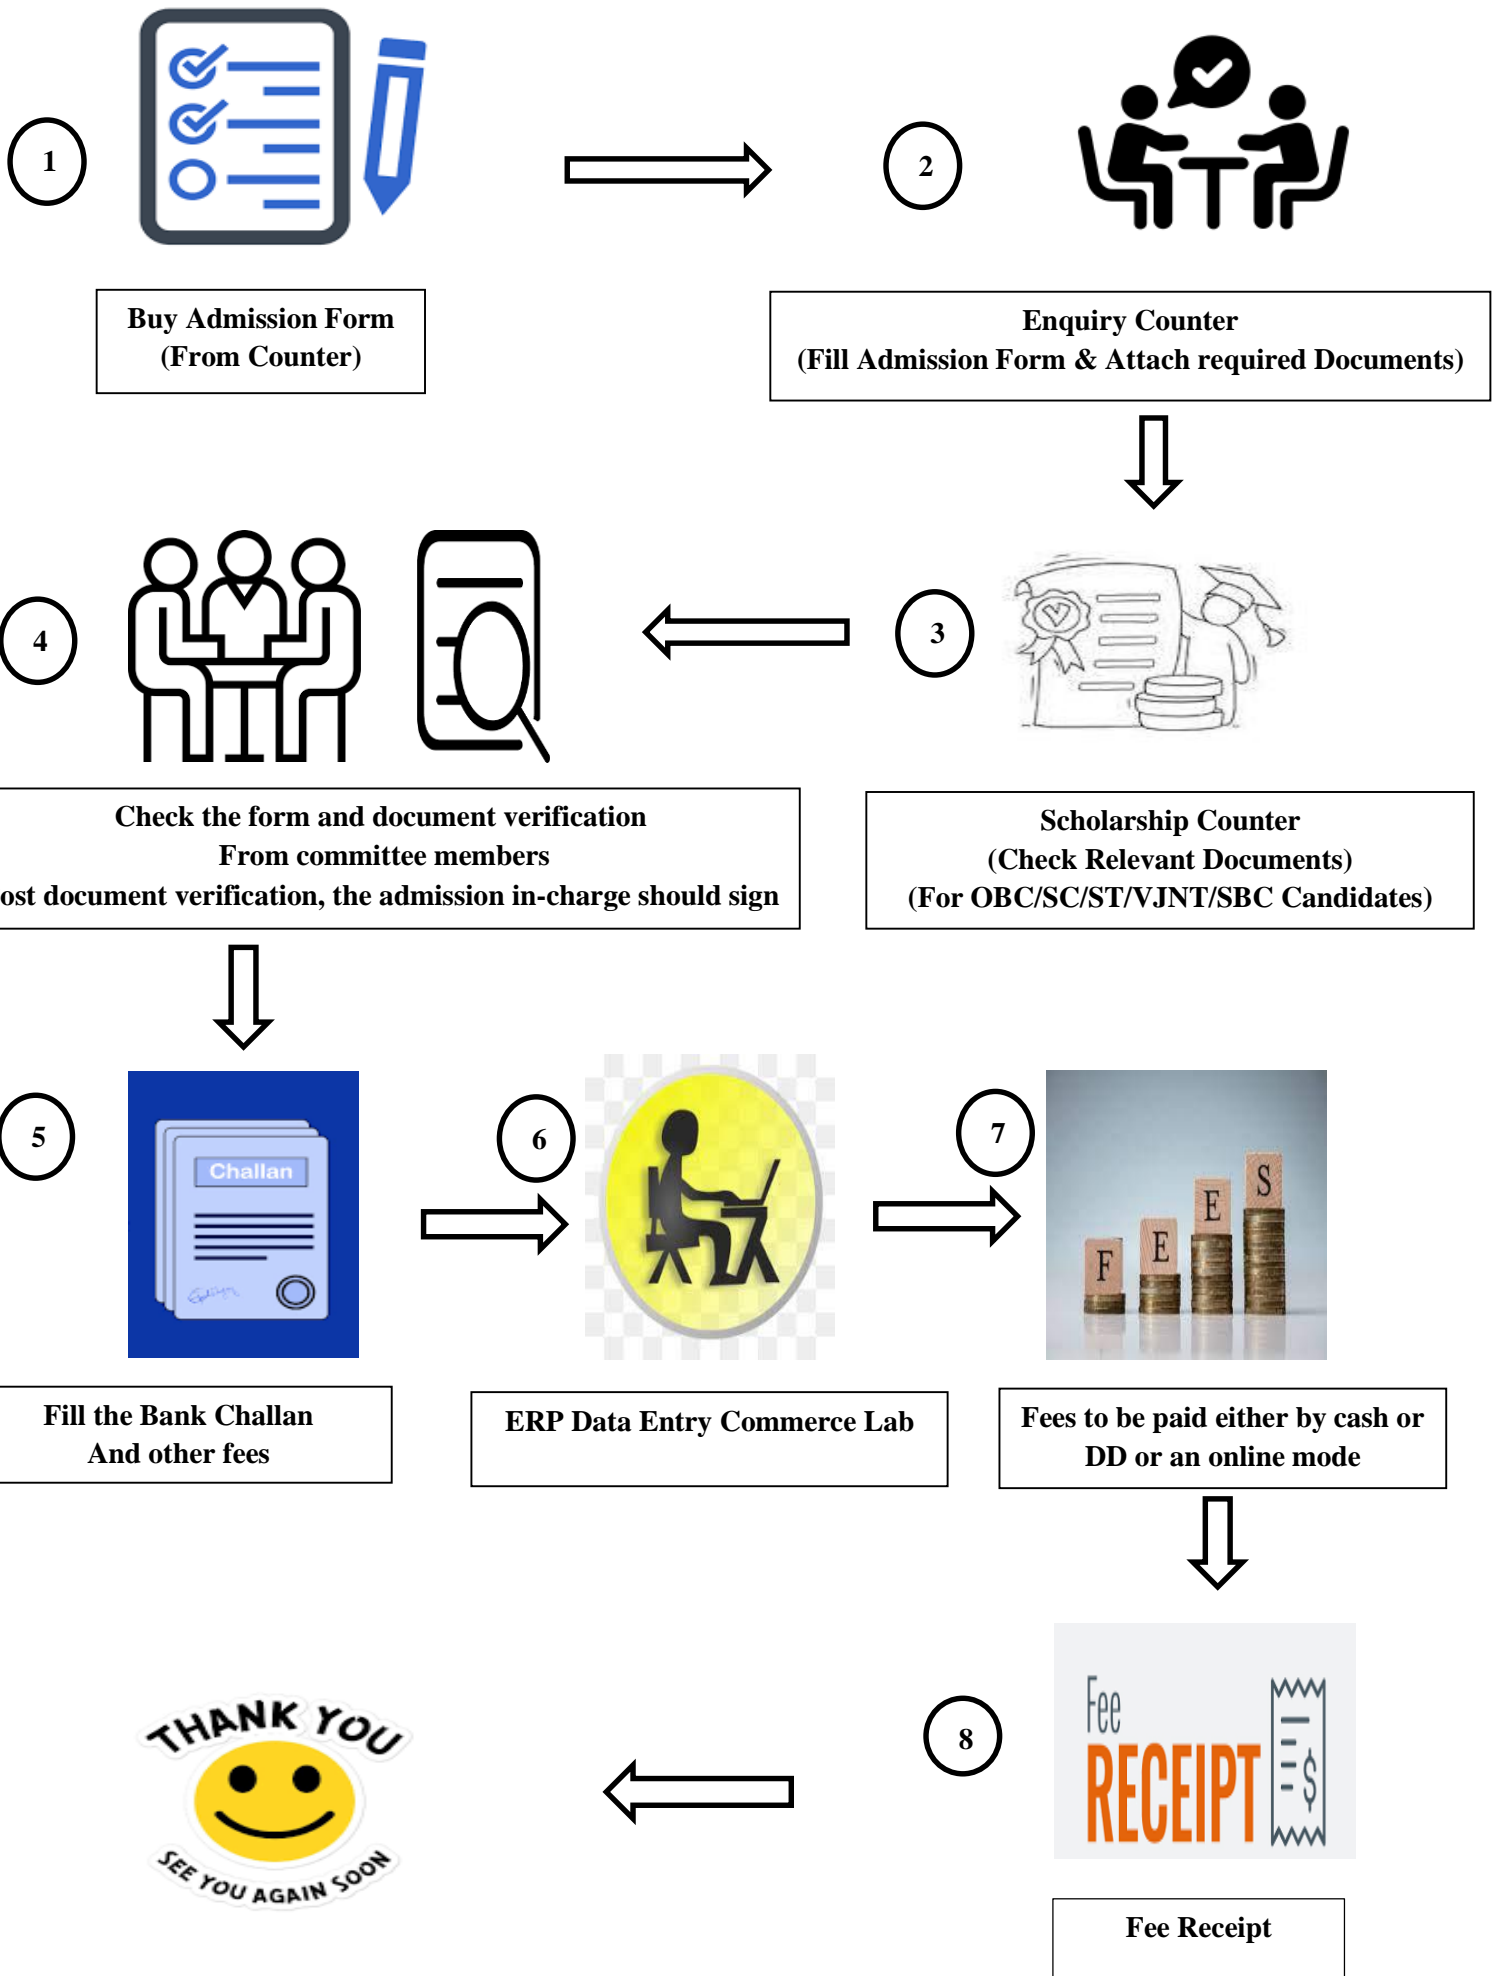 1
2
Buy Admission Form
(From Counter)
Enquiry Counter
(Fill Admission Form & Attach required Documents)
3
Scholarship Counter
(Check Relevant Documents)
(For OBC/SC/ST/VJNT/SBC Candidates)
4
Check the form and document verification
From committee members
ost document verification, the admission in-charge should sign
5
Challan
Fill the Bank Challan
And other fees
6
ERP Data Entry Commerce Lab
7
F E E S
Fees to be paid either by cash or
DD or an online mode
8
Fee
RECEIPT
$
Fee Receipt
THANK YOU
SEE YOU AGAIN SOON